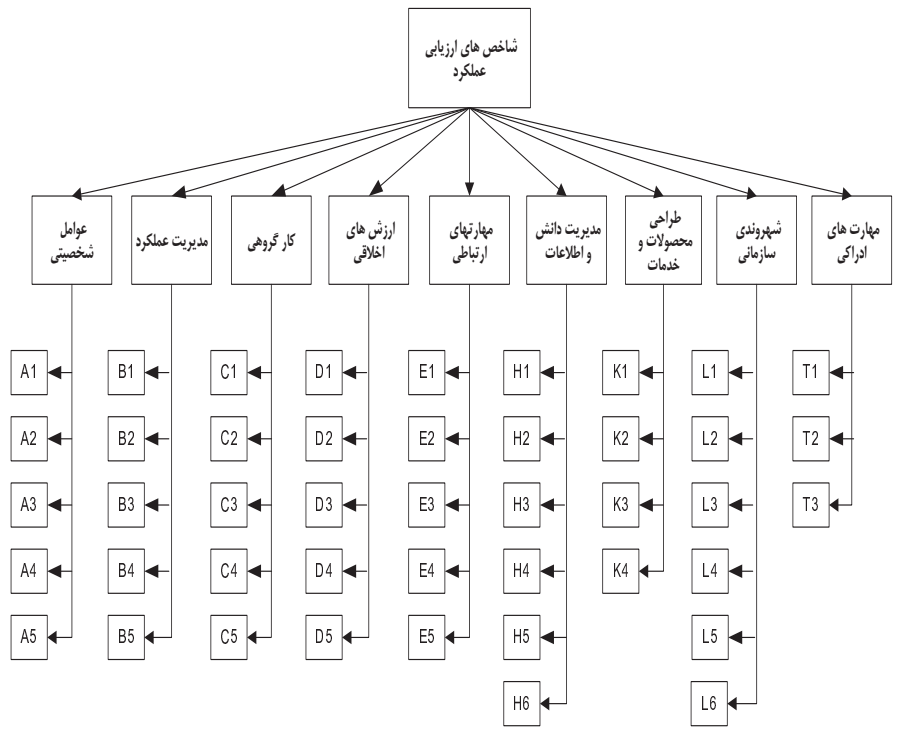 شاخص های ارزیابی
عملکرد
عوامل
شخصیتی
مدیریت عملکرد
کار گروهی
ارزش های
اخلاقی
مهارتهای
ارتباطی
مدیریت دانش
و اطلاعات
طراحی
محصولات و
خدمات
شهروندی
سازمانی
مهارت های
ادراکی
A1
B1
C1
D1
E1
H1
K1
L1
T1
A2
B2
C2
D2
E2
H2
K2
L2
T2
A3
B3
C3
D3
E3
H3
K3
L3
T3
A4
B4
C4
D4
E4
H4
K4
L4
A5
B5
C5
D5
E5
H5
L5
H6
L6